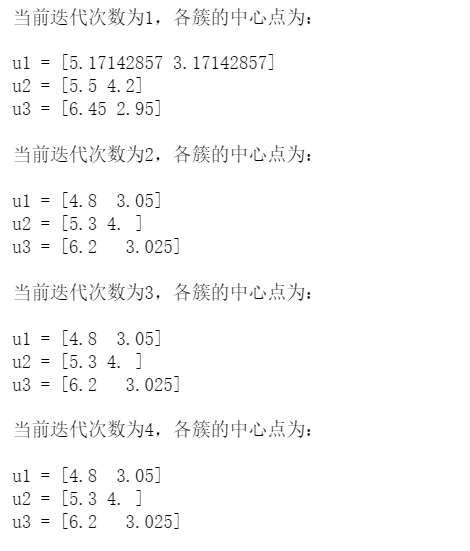 当前迭代次数为1，各簇的中心点为：
u1 = [5.17142857 3.17142857]
u2 = [5.5 4.2]
u3 = [6.45 2.95]
当前迭代次数为2，各簇的中心点为：
u1 = [4.8  3.05]
u2 = [5.3 4. ]
u3 = [6.2   3.025]
当前迭代次数为3，各簇的中心点为：
u1 = [4.8  3.05]
u2 = [5.3 4. ]
u3 = [6.2   3.025]
当前迭代次数为4，各簇的中心点为：
u1 = [4.8  3.05]
u2 = [5.3 4. ]
u3 = [6.2   3.025]